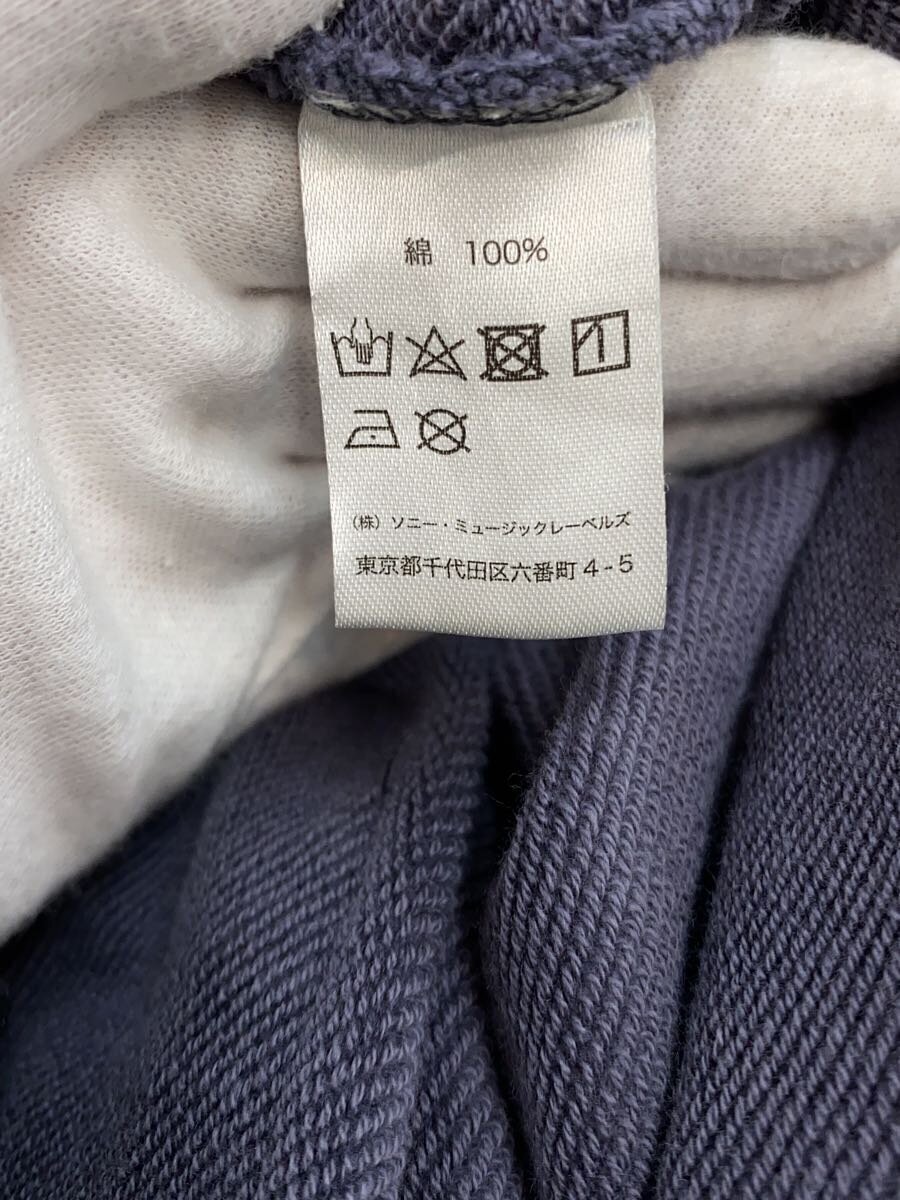 綿 100%
(株) ソニー・ミュージックレーベルズ
東京都千代田区六番町4-5